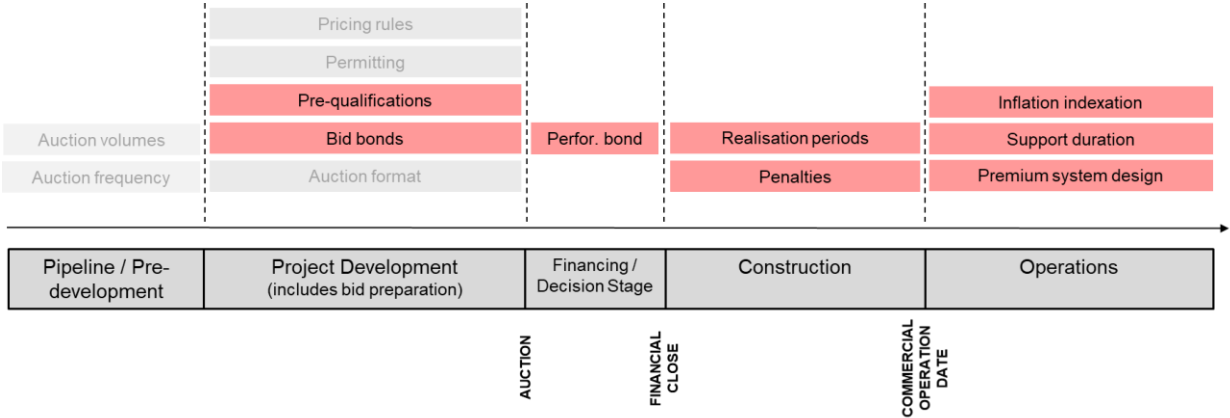 Pricing rules
Permitting
Pre-qualifications
Inflation indexation
Auction volumes
Bid bonds
Perfor. bond
Realisation periods
Support duration
Auction frequency
Auction format
Penalties
Premium system design
Pipeline / Pre-
development
Project Development
(includes bid preparation)
Financing /
Decision Stage
Construction
Operations
AUCTION
FINANCIAL
CLOSE
COMMERCIAL
OPERATION
DATE